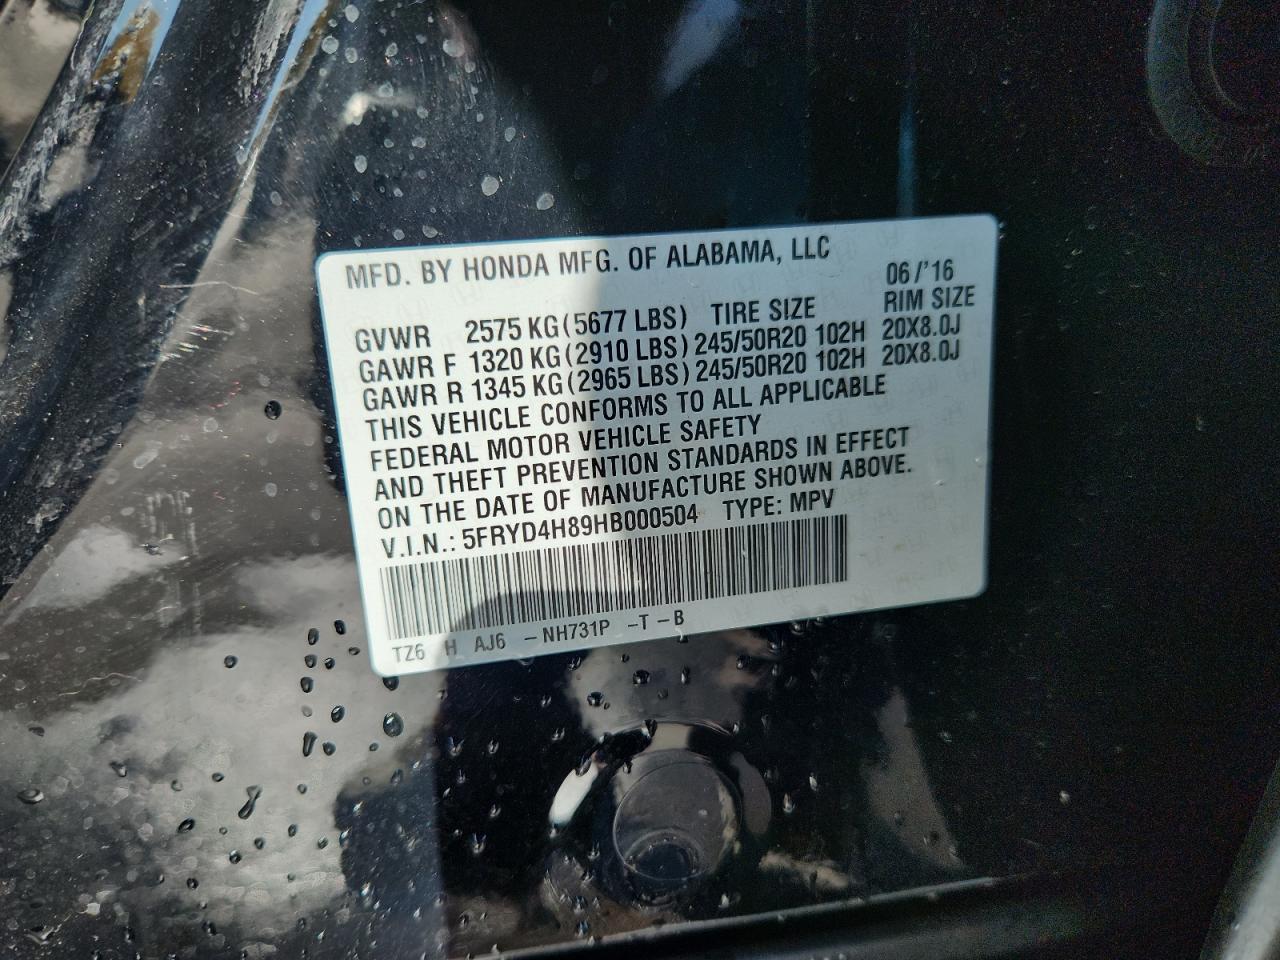 MFD. BY HONDA MFG. OF ALABAMA, LLC
06/'16
GVWR 2575 KG (5677 LBS) TIRE SIZE RIM SIZE
GAWR F 1320 KG (2910 LBS) 245/50R20 102H 20X8.0J
GAWR R 1345 KG (2965 LBS) 245/50R20 102H 20X8.0J
THIS VEHICLE CONFORMS TO ALL APPLICABLE
FEDERAL MOTOR VEHICLE SAFETY
AND THEFT PREVENTION STANDARDS IN EFFECT
ON THE DATE OF MANUFACTURE SHOWN ABOVE.
V.I.N.: 5FRYD4H89HB000504 TYPE: MPV
TZ6 H AJ6 -NH731P -T-B